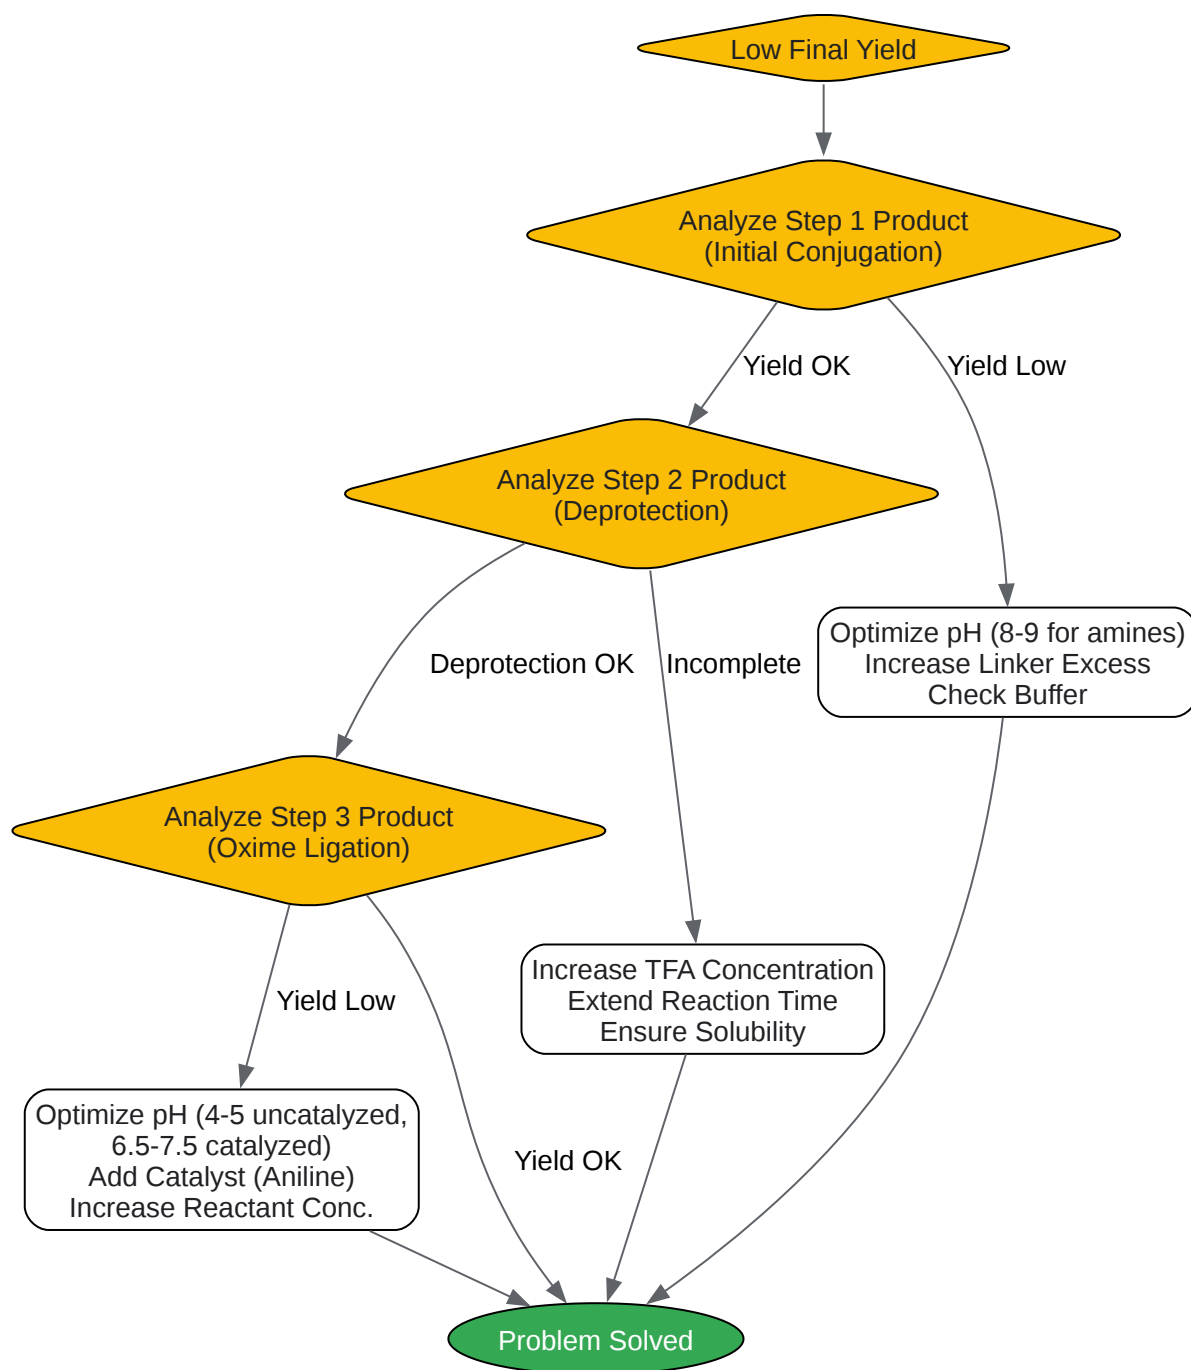 Low Final Yield
Analyze Step 1 Product
(Initial Conjugation)
Yield OK
Yield Low
Analyze Step 2 Product
(Deprotection)
Optimize pH (8-9 for amines)
Increase Linker Excess
Check Buffer
Deprotection OK
Incomplete
Analyze Step 3 Product
(Oxime Ligation)
Increase TFA Concentration
Extend Reaction Time
Ensure Solubility
Yield Low
Optimize pH (4-5 uncatalyzed,
6.5-7.5 catalyzed)
Add Catalyst (Aniline)
Increase Reactant Conc.
Yield OK
Problem Solved